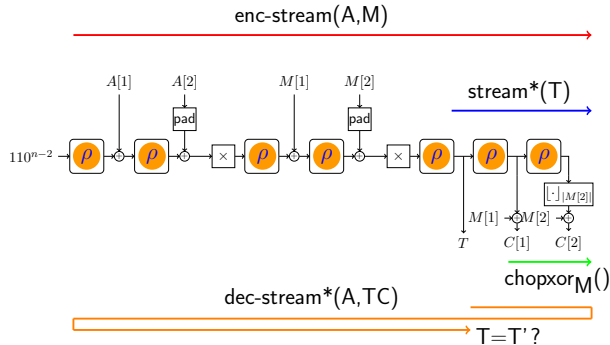 enc-stream(A,M)
A[1] A[2] M[1] M[2]
stream*(T)
pad pad
110ⁿ⁻² ρ ρ × ρ ρ × ρ ρ ρ
⌊·⌋|M[2]|
M[1] M[2]
T C[1] C[2]
chopxor_M()
dec-stream*(A,TC)
T=T'?